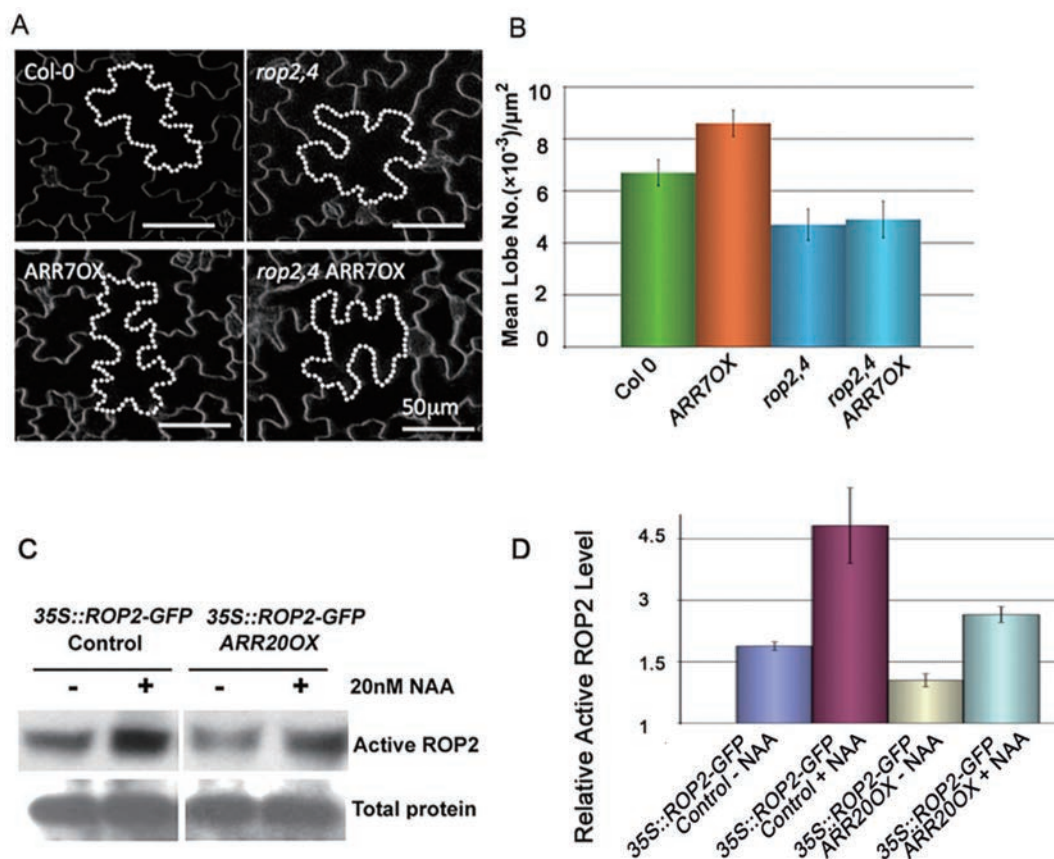 A
Col-0
rop2,4
ARR7OX
rop2,4 ARR7OX
50μm
B
Mean Lobe No.(×10⁻³)/μm²
10
8
6
4
2
0
Col 0
ARR7OX
rop2,4
rop2,4
ARR7OX
C
35S::ROP2-GFP
Control
35S::ROP2-GFP
ARR20OX
- + - + 20nM NAA
Active ROP2
Total protein
D
Relative Active ROP2 Level
4.5
3
1.5
1
35S::ROP2-GFP
Control - NAA
35S::ROP2-GFP
Control + NAA
35S::ROP2-GFP
ARR20OX - NAA
35S::ROP2-GFP
ARR20OX + NAA